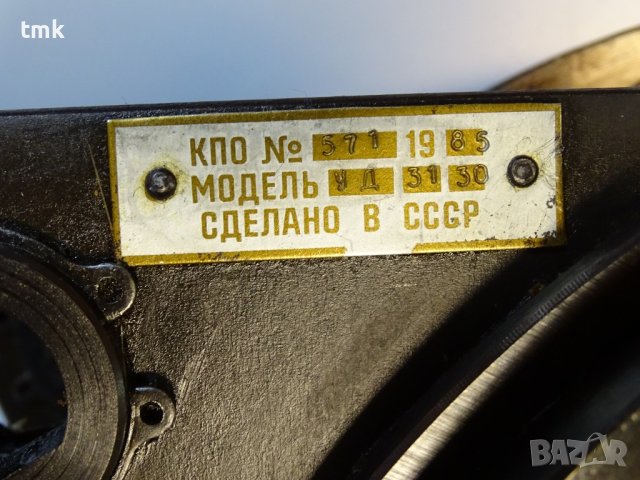 tmk
КПО № 571 1985
МОДЕЛЬ УД 3130
СДЕЛАНО В СССР
BAZAR